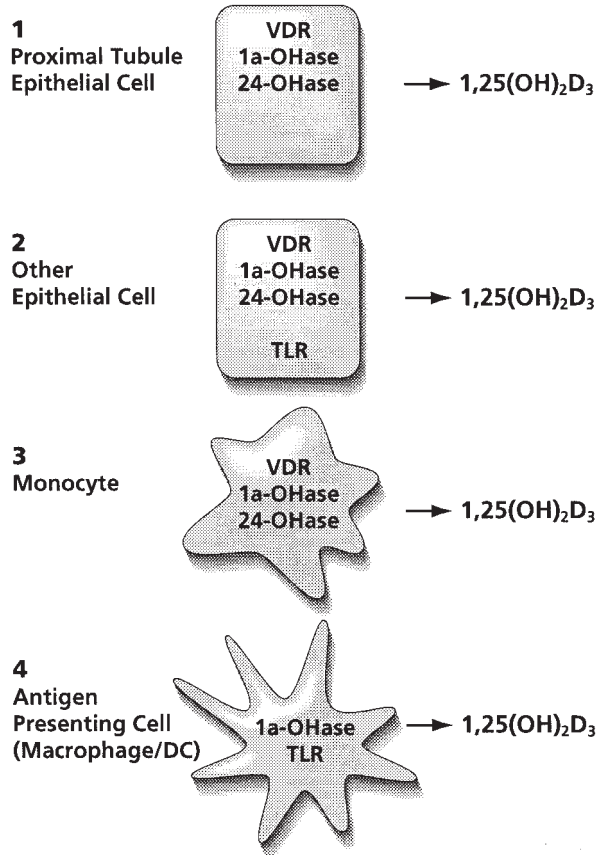 1
Proximal Tubule
Epithelial Cell
VDR
1a-OHase
24-OHase
1,25(OH)₂D₃
2
Other
Epithelial Cell
VDR
1a-OHase
24-OHase
TLR
1,25(OH)₂D₃
3
Monocyte
VDR
1a-OHase
24-OHase
1,25(OH)₂D₃
4
Antigen
Presenting Cell
(Macrophage/DC)
1a-OHase
TLR
1,25(OH)₂D₃